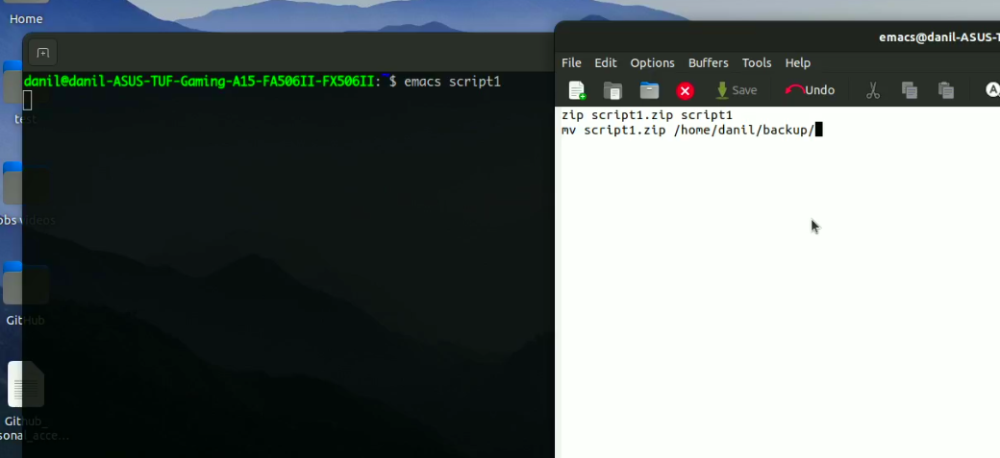 Home
emacs@danil-ASUS-T
File Edit Options Buffers Tools Help
Save Undo
danil@danil-ASUS-TUF-Gaming-A15-FA506II-FX506II:~$ emacs script1
zip script1.zip script1
mv script1.zip /home/danil/backup/
test
obs videos
GitHub
Github_
sonal_acce...